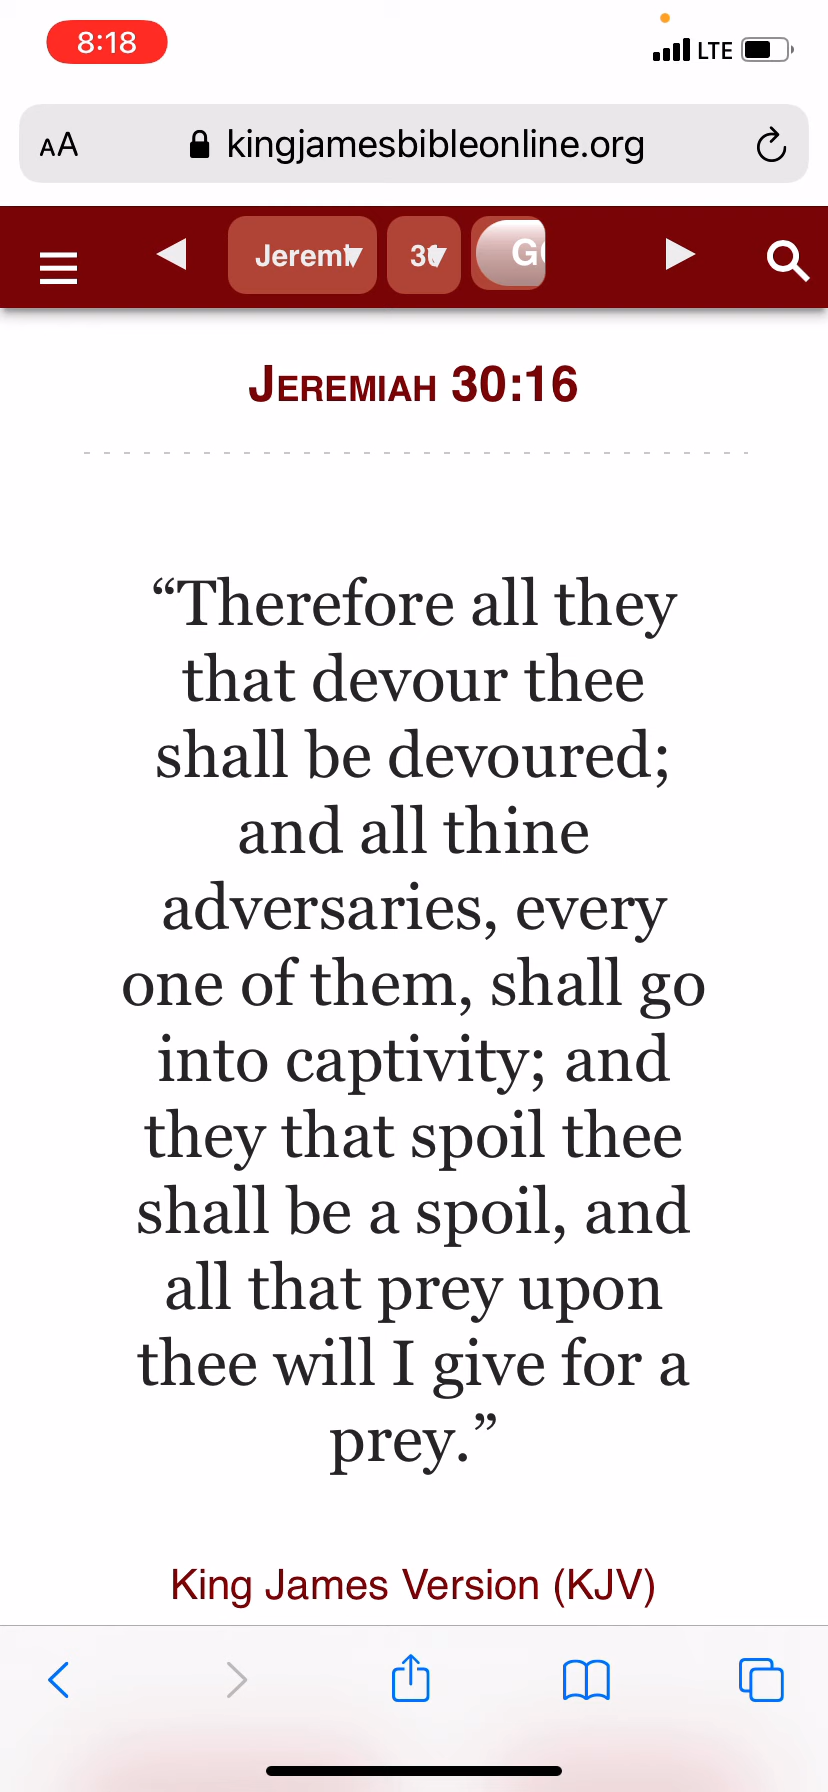 8:18
LTE
AA
kingjamesbibleonline.org
JEREMIAH 30:16
“Therefore all they
that devour thee
shall be devoured;
and all thine
adversaries, every
one of them, shall go
into captivity; and
they that spoil thee
shall be a spoil, and
all that prey upon
thee will I give for a
prey.”
King James Version (KJV)